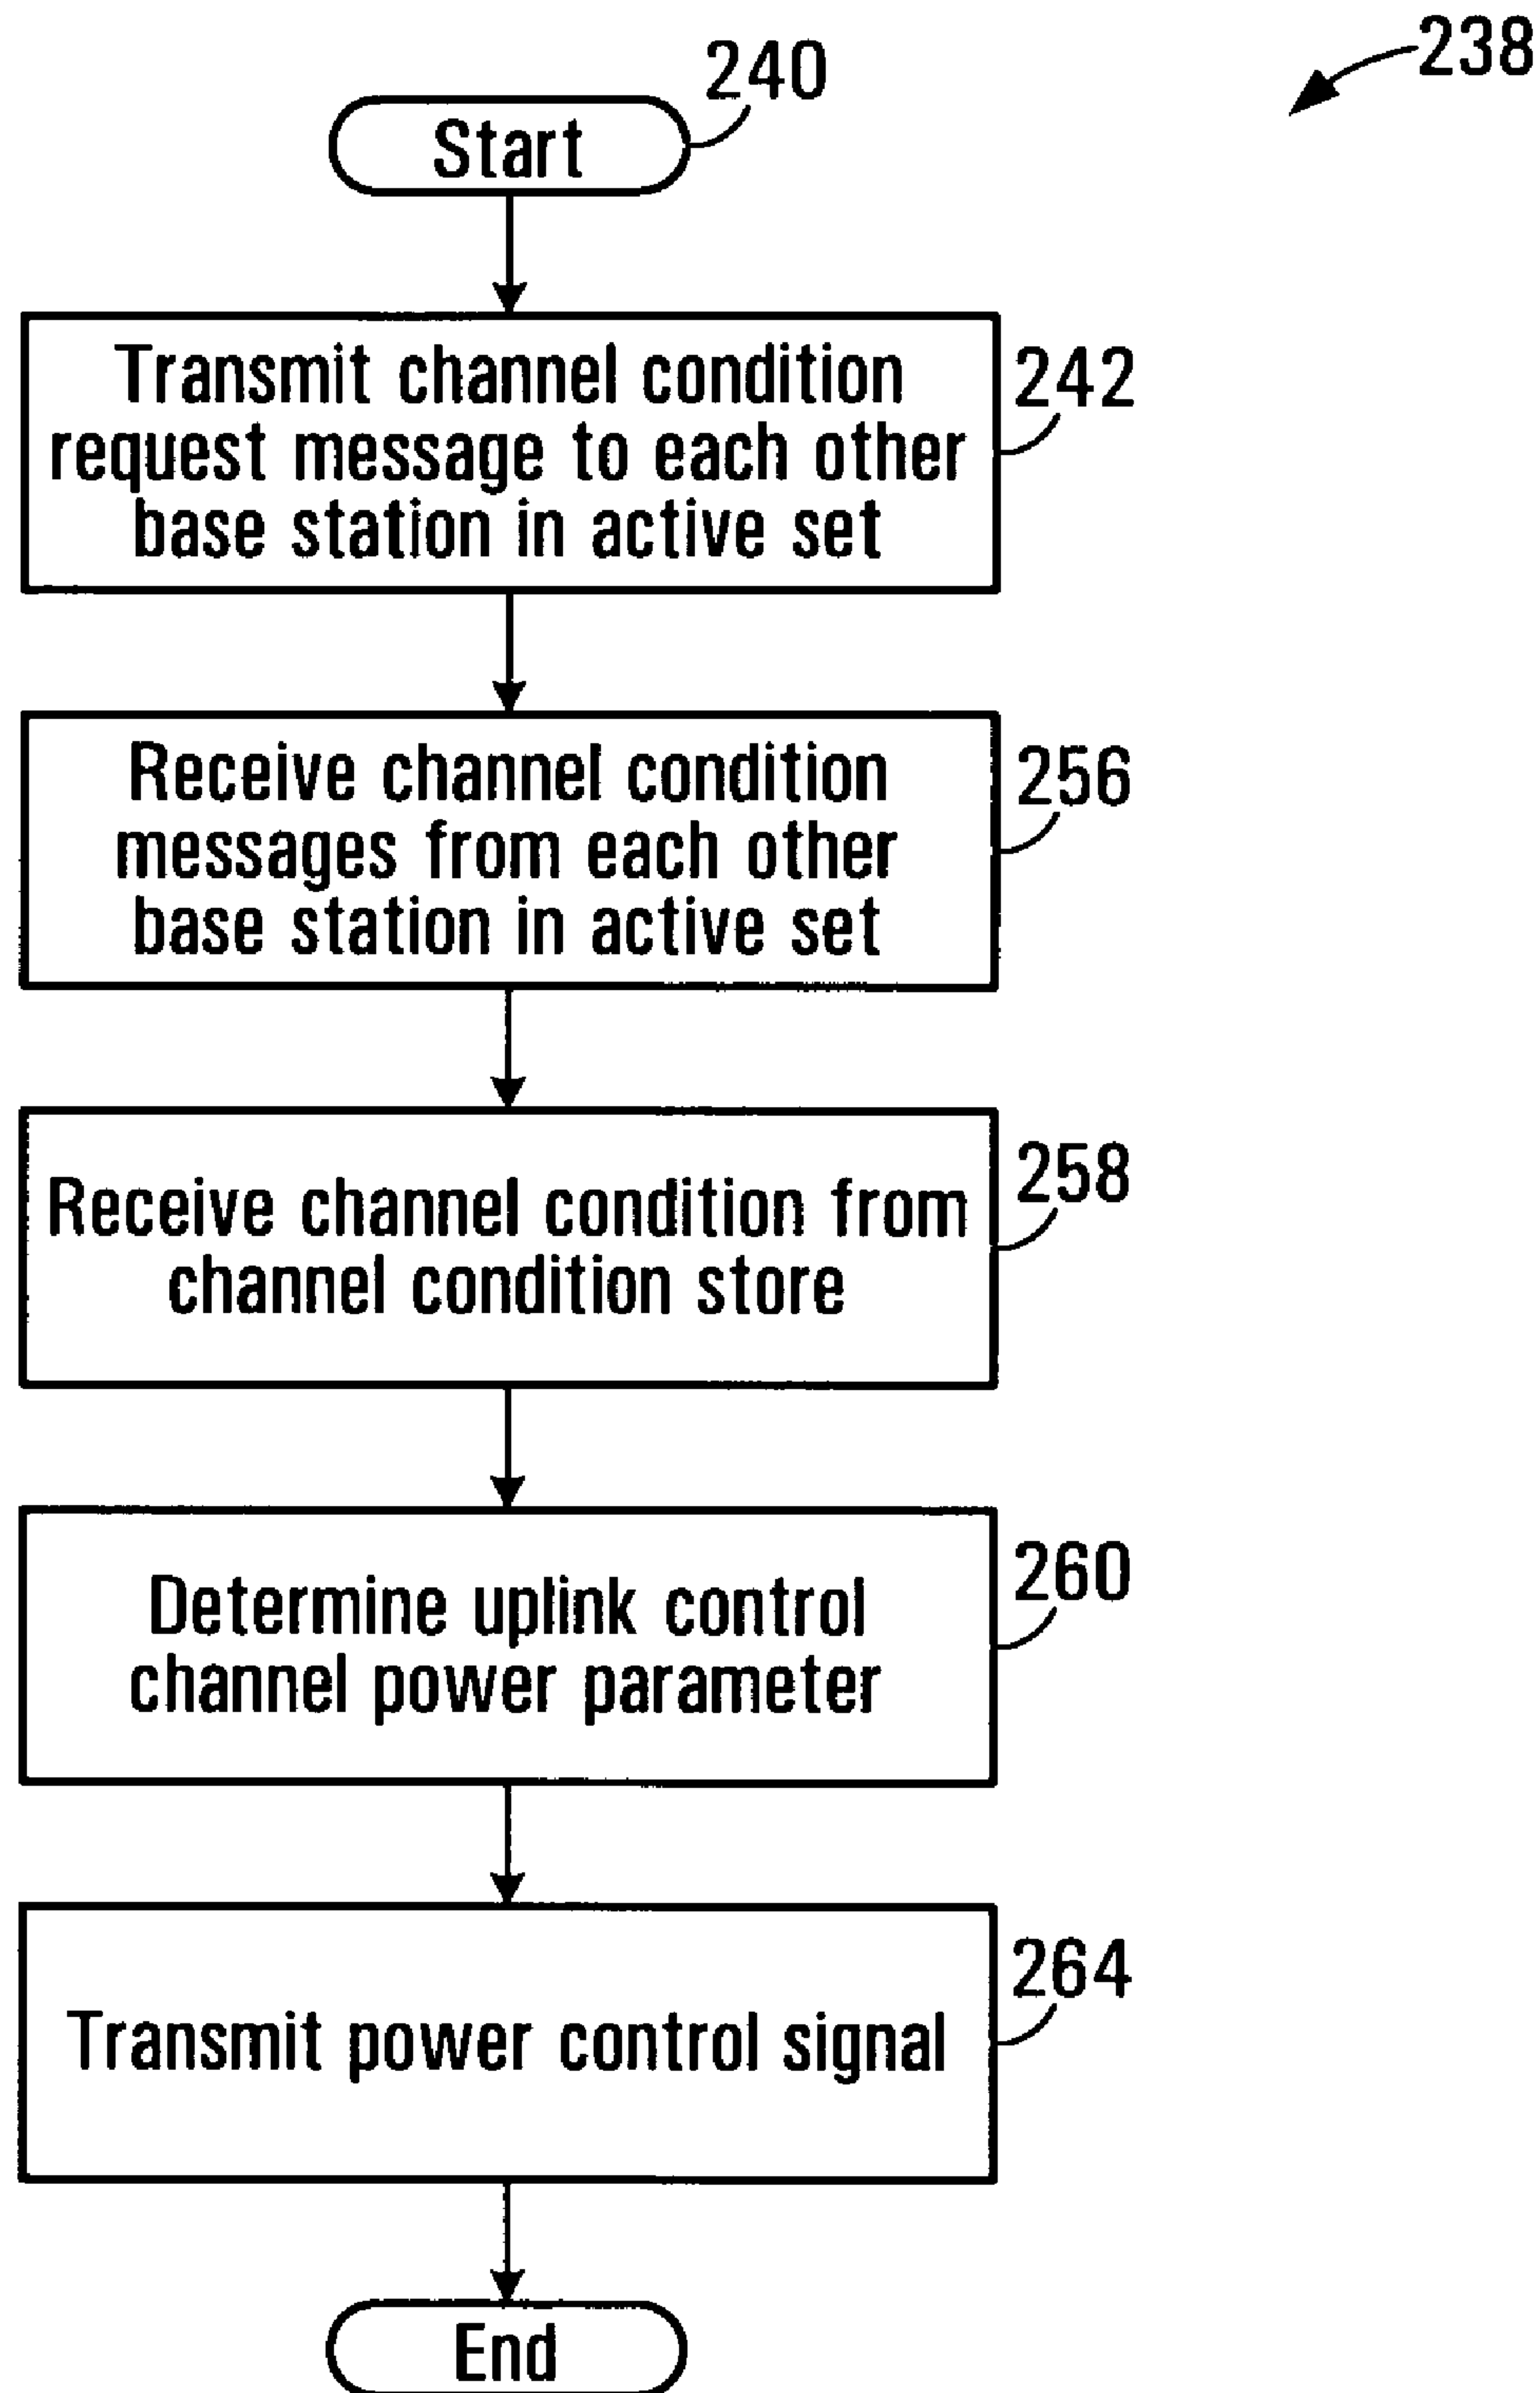 238
240
Start
Transmit channel condition
request message to each other
base station in active set
242
Receive channel condition
messages from each other
base station in active set
256
Receive channel condition from
channel condition store
258
Determine uplink control
channel power parameter
260
Transmit power control signal
264
End